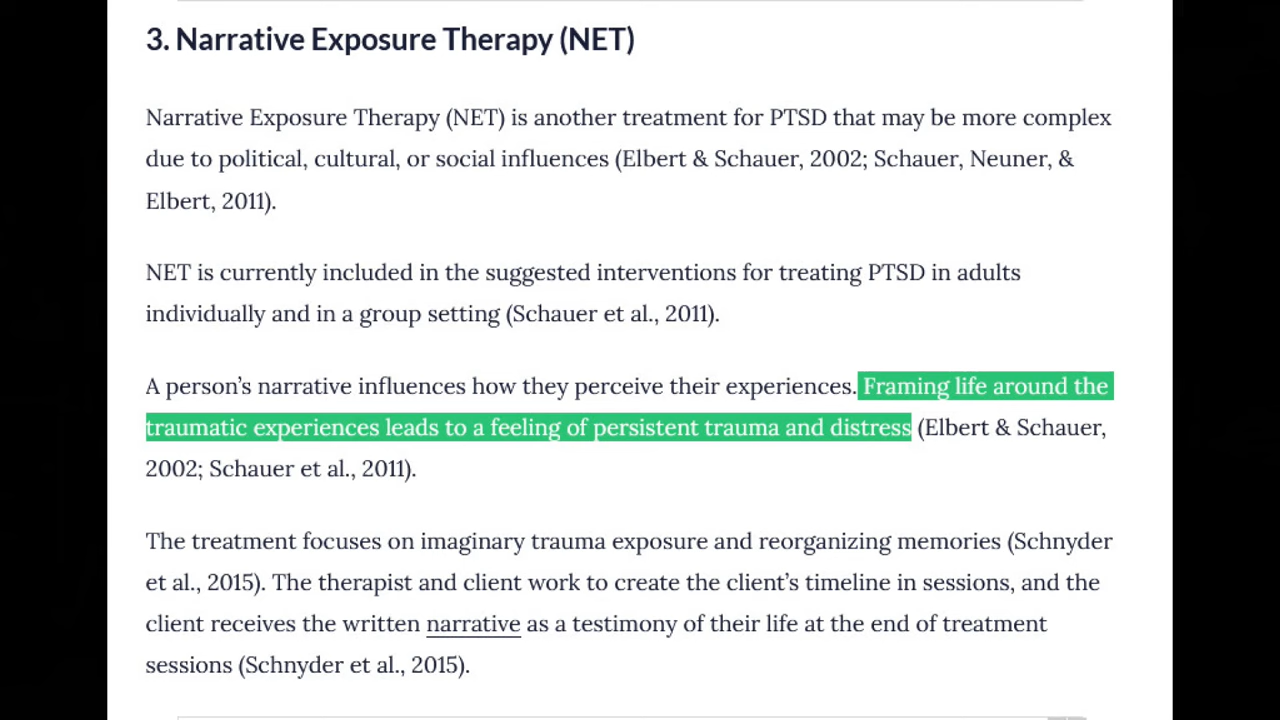 3. Narrative Exposure Therapy (NET)
Narrative Exposure Therapy (NET) is another treatment for PTSD that may be more complex
due to political, cultural, or social influences (Elbert & Schauer, 2002; Schauer, Neuner, &
Elbert, 2011).
NET is currently included in the suggested interventions for treating PTSD in adults
individually and in a group setting (Schauer et al., 2011).
A person’s narrative influences how they perceive their experiences. Framing life around the
traumatic experiences leads to a feeling of persistent trauma and distress (Elbert & Schauer,
2002; Schauer et al., 2011).
The treatment focuses on imaginary trauma exposure and reorganizing memories (Schnyder
et al., 2015). The therapist and client work to create the client’s timeline in sessions, and the
client receives the written narrative as a testimony of their life at the end of treatment
sessions (Schnyder et al., 2015).